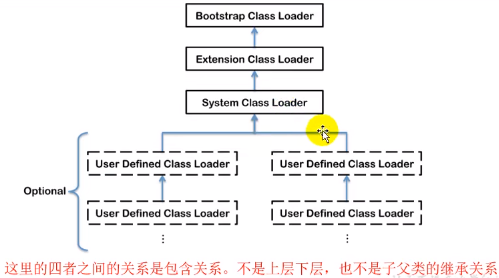 Bootstrap Class Loader
Extension Class Loader
System Class Loader
User Defined Class Loader
User Defined Class Loader
Optional
User Defined Class Loader
User Defined Class Loader
这里的四者之间的关系是包含关系。不是上层下层，也不是子父类的继承关系